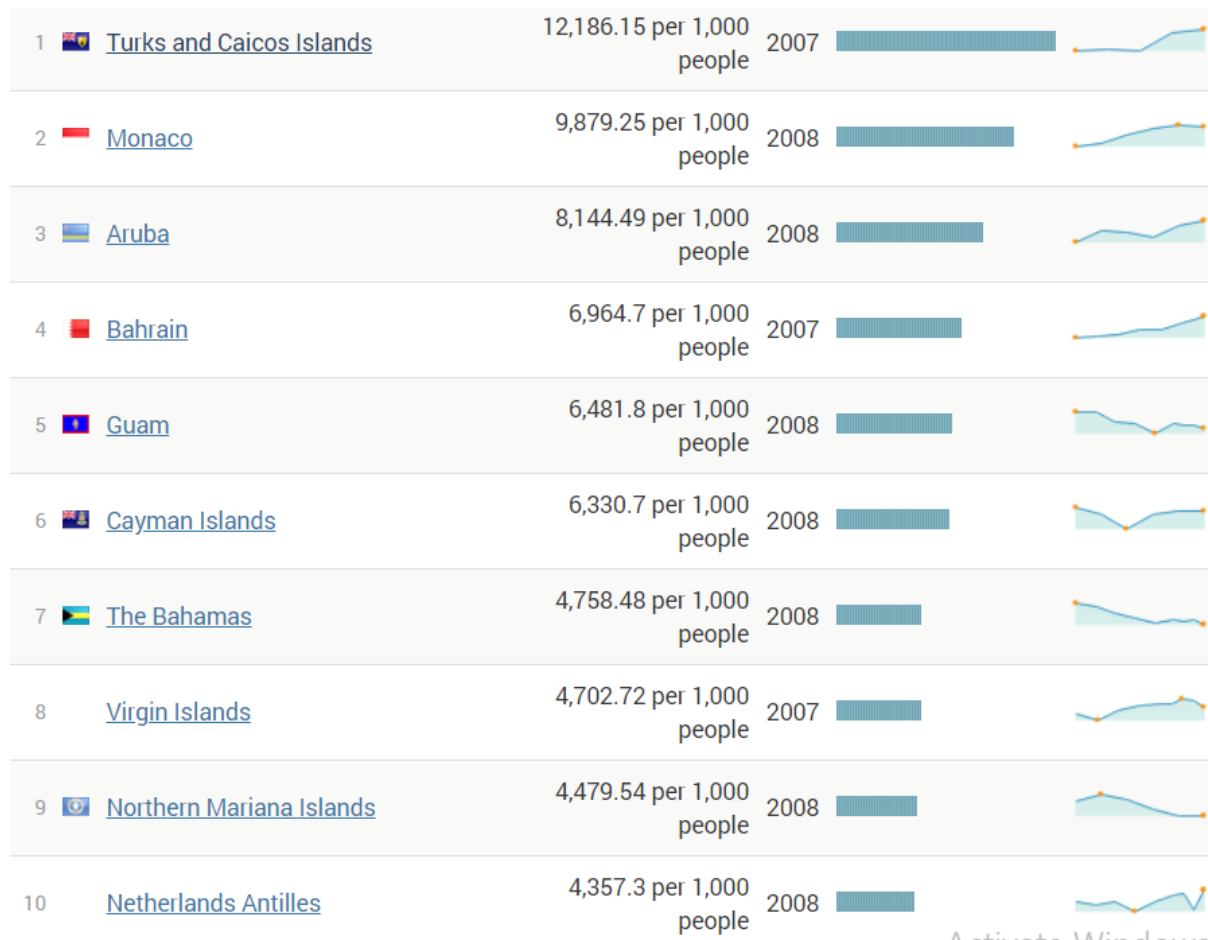 1 Turks and Caicos Islands 12,186.15 per 1,000 people 2007
2 Monaco 9,879.25 per 1,000 people 2008
3 Aruba 8,144.49 per 1,000 people 2008
4 Bahrain 6,964.7 per 1,000 people 2007
5 Guam 6,481.8 per 1,000 people 2008
6 Cayman Islands 6,330.7 per 1,000 people 2008
7 The Bahamas 4,758.48 per 1,000 people 2008
8 Virgin Islands 4,702.72 per 1,000 people 2007
9 Northern Mariana Islands 4,479.54 per 1,000 people 2008
10 Netherlands Antilles 4,357.3 per 1,000 people 2008
Activate Windows